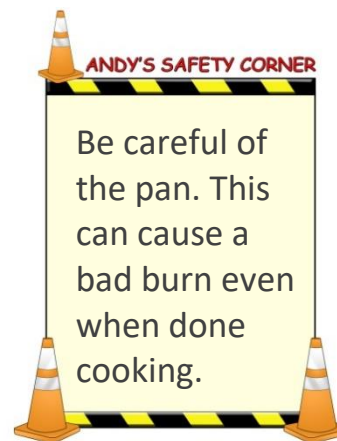 ANDY'S SAFETY CORNER
Be careful of
the pan. This
can cause a
bad burn even
when done
cooking.